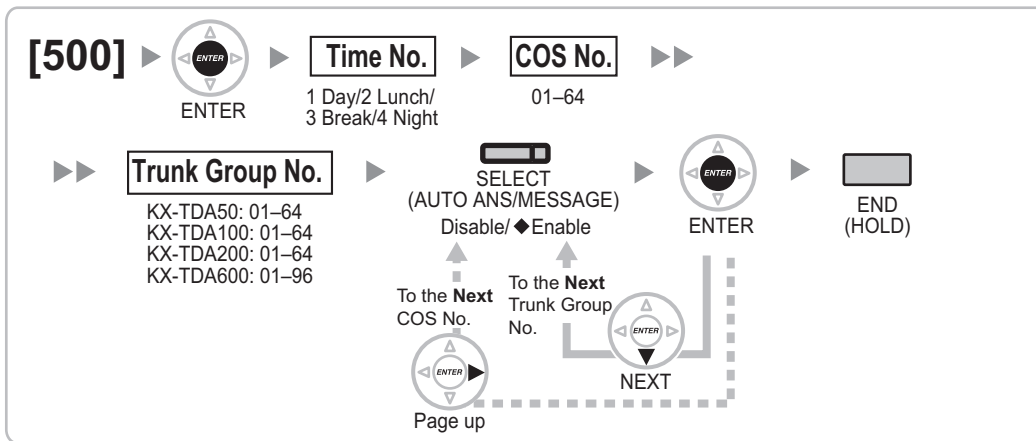 [500]
ENTER
ENTER
Time No.
1 Day/2 Lunch/
3 Break/4 Night
COS No.
01–64
Trunk Group No.
KX-TDA50: 01–64
KX-TDA100: 01–64
KX-TDA200: 01–64
KX-TDA600: 01–96
SELECT
(AUTO ANS/MESSAGE)
Disable/ ◆Enable
ENTER
ENTER
END
(HOLD)
To the Next
COS No.
ENTER
Page up
To the Next
Trunk Group
No.
ENTER
NEXT